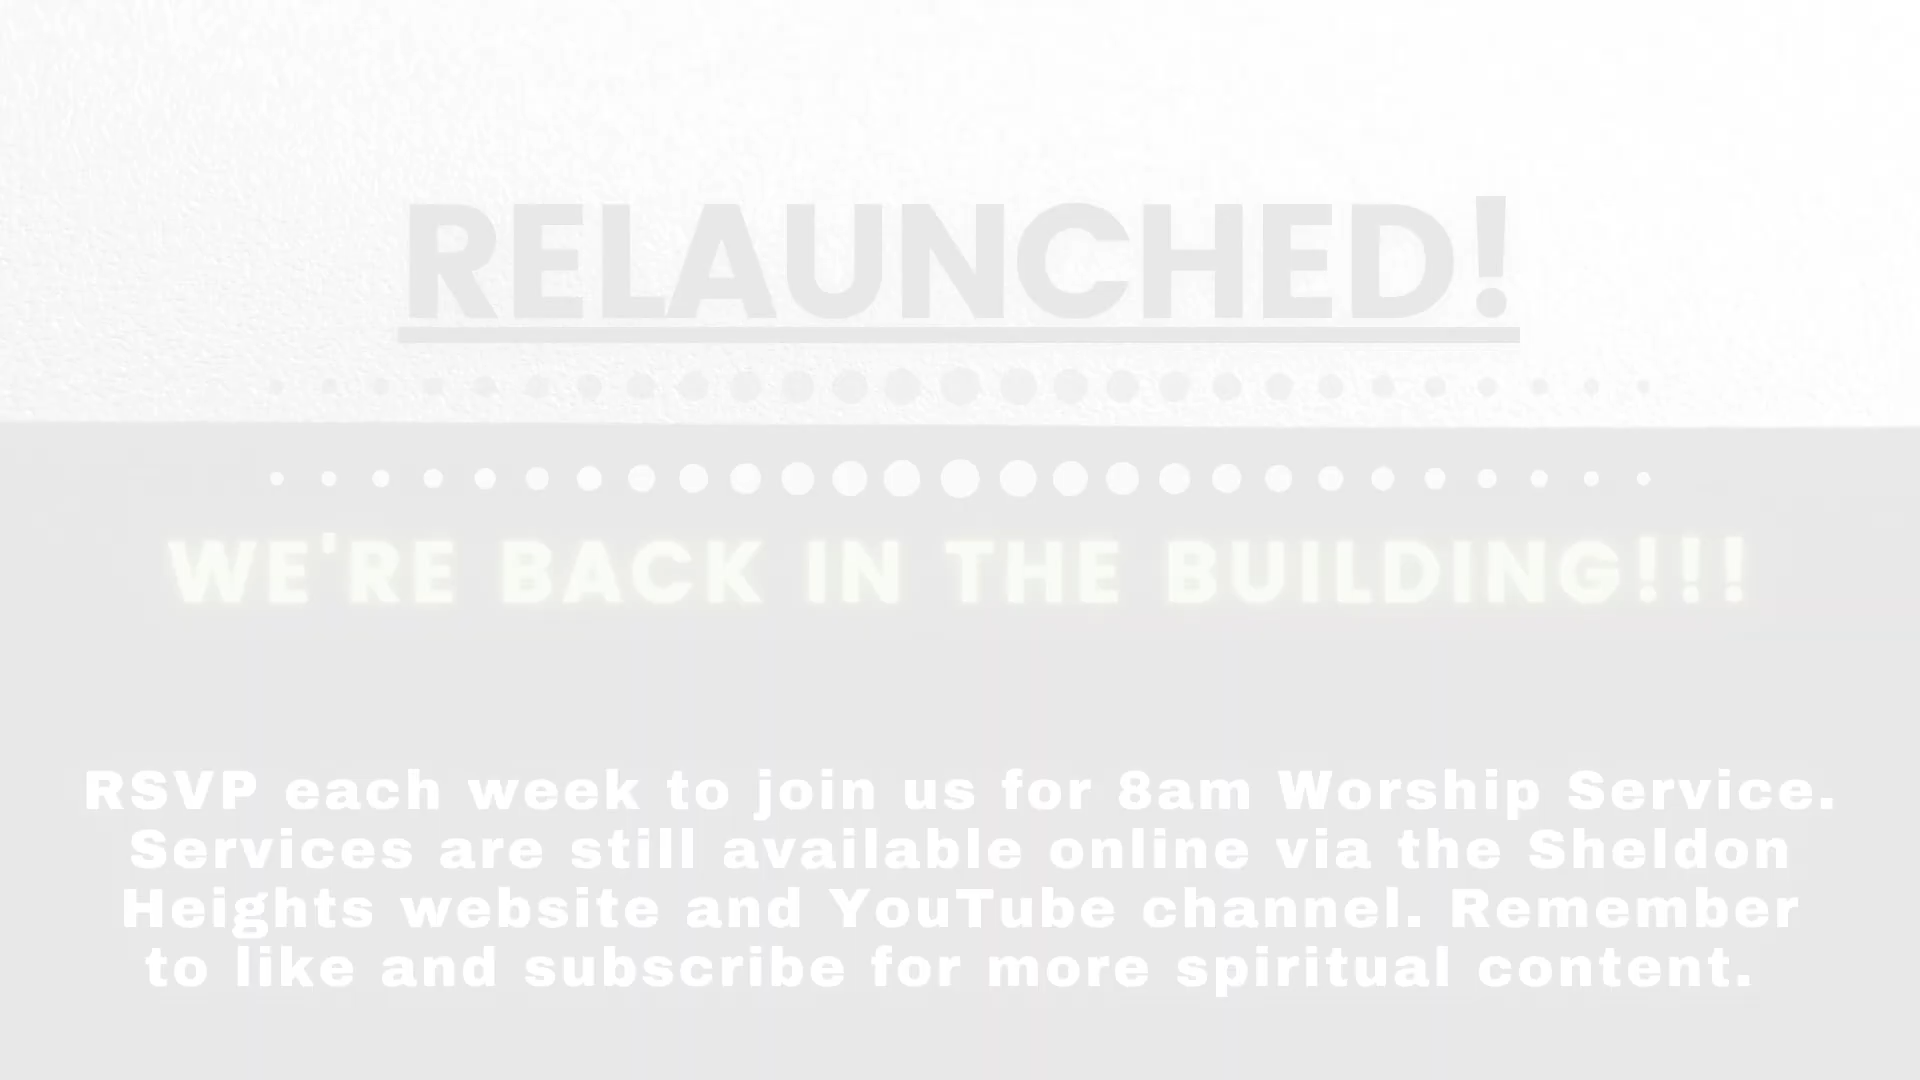 RELAUNCHED!
WE'RE BACK IN THE BUILDING!!!
RSVP each week to join us for 8am Worship Service.
Services are still available online via the Sheldon
Heights website and YouTube channel. Remember
to like and subscribe for more spiritual content.